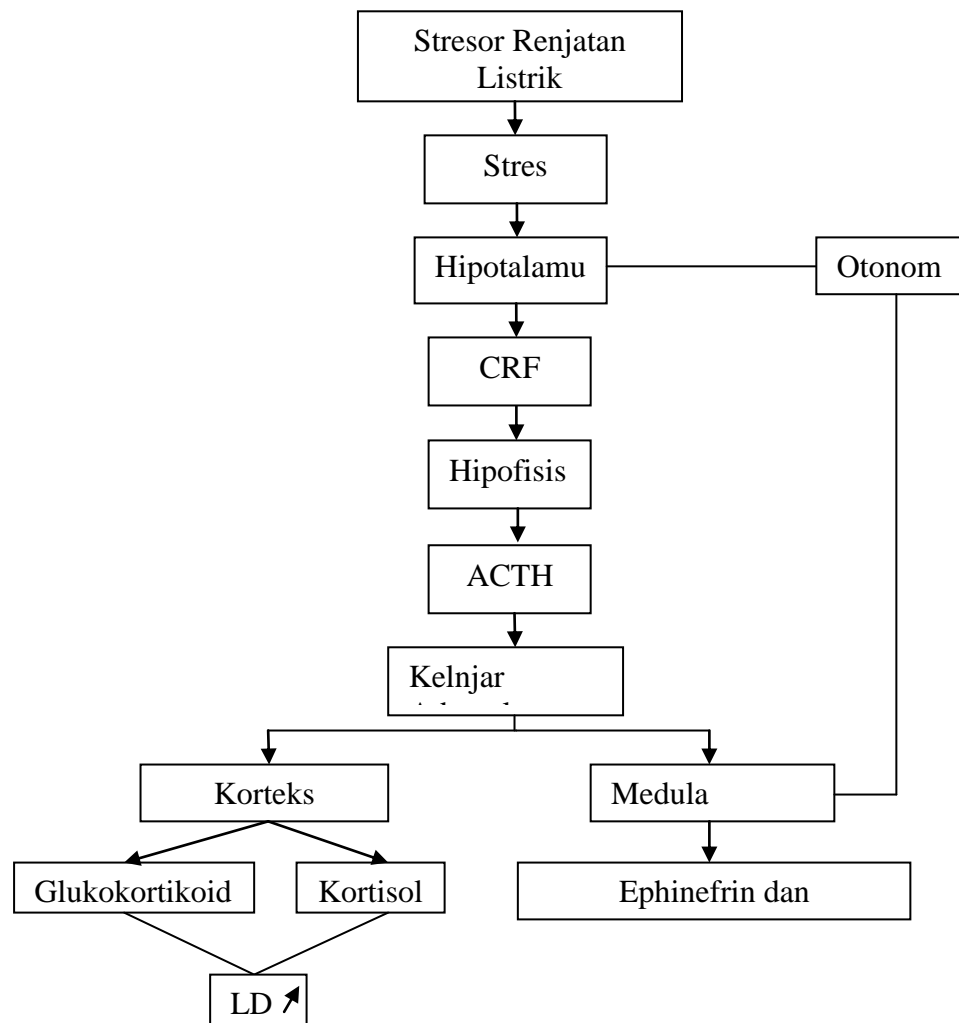 Stresor Renjatan
Listrik
Stres
Hipotalamu
Otonom
CRF
Hipofisis
ACTH
Kelnjar
Korteks
Medula
Glukokortikoid
Kortisol
Ephinefrin dan
LD